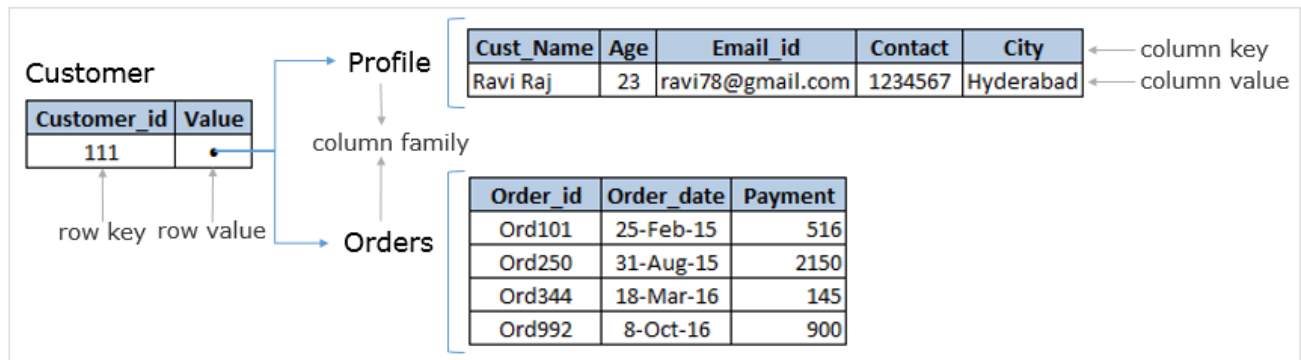 Customer
Customer_id Value
111
row key row value
Profile
column family
Orders
Cust_Name Age Email_id Contact City
Ravi Raj 23 ravi78@gmail.com 1234567 Hyderabad
column key
column value
Order_id Order_date Payment
Ord101 25-Feb-15 516
Ord250 31-Aug-15 2150
Ord344 18-Mar-16 145
Ord992 8-Oct-16 900